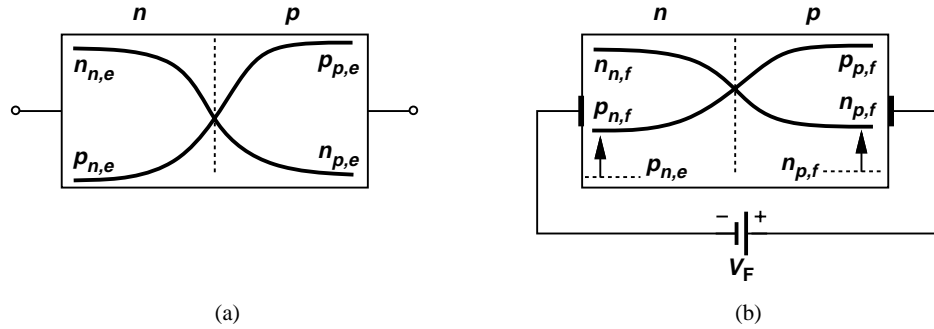 n p
n_{n,e} p_{p,e}
p_{n,e} n_{p,e}
(a)
n p
n_{n,f} p_{p,f}
p_{n,f} n_{p,f}
p_{n,e} n_{p,f}
− +
V_F
(b)